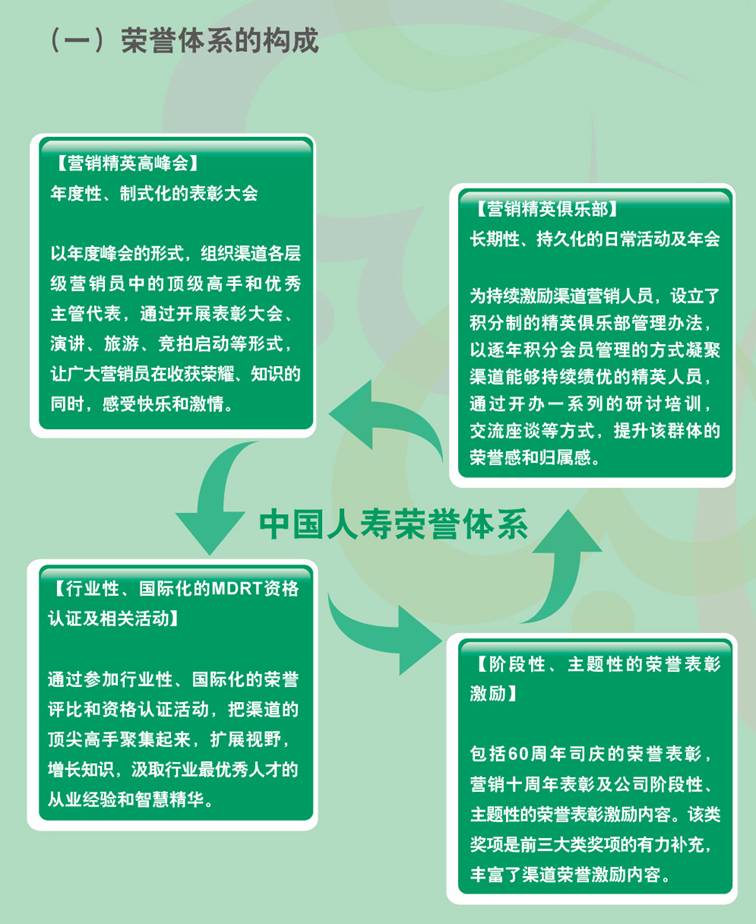 （一）荣誉体系的构成
【营销精英高峰会】
年度性、制式化的表彰大会
以年度峰会的形式，组织渠道各层
级营销员中的顶级高手和优秀
主管代表，通过开展表彰大会、
演讲、旅游、竞拍启动等形式，
让广大营销员在收获荣耀、知识的
同时，感受快乐和激情。
【营销精英俱乐部】
长期性、持久化的日常活动及年会
为持续激励渠道营销人员，设立了
积分制的精英俱乐部管理办法，
以逐年积分会员管理的方式凝聚
渠道能够持续绩优的精英人员，
通过开办一系列的研讨培训，
交流座谈等方式，提升该群体的
荣誉感和归属感。
中国人寿荣誉体系
【行业性、国际化的MDRT资格
认证及相关活动】
通过参加行业性、国际化的荣誉
评比和资格认证活动，把渠道的
顶尖高手聚集起来，扩展视野，
增长知识，汲取行业最优秀人才的
从业经验和智慧精华。
【阶段性、主题性的荣誉表彰
激励】
包括60周年司庆的荣誉表彰，
营销十周年表彰及公司阶段性、
主题性的荣誉表彰激励内容。该类
奖项是前三大类奖项的有力补充，
丰富了渠道荣誉激励内容。